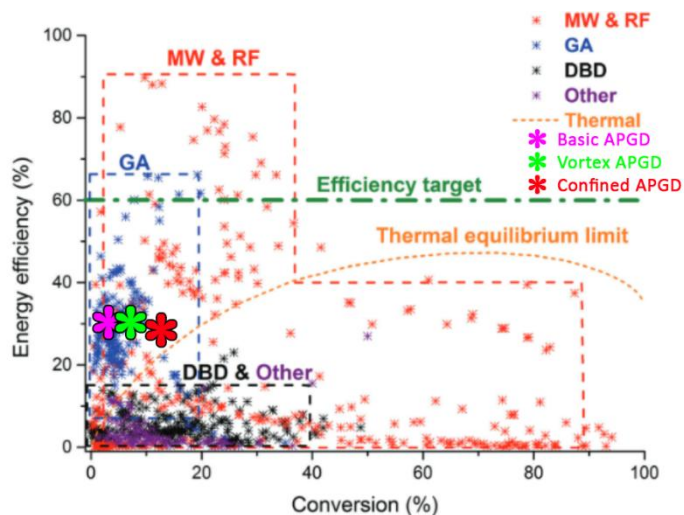 100
80
60
40
20
0
Energy efficiency (%)
0
20
40
60
80
100
Conversion (%)
MW & RF
GA
DBD
Other
Thermal
Basic APGD
Vortex APGD
Confined APGD
MW & RF
GA
Efficiency target
Thermal equilibrium limit
DBD & Other